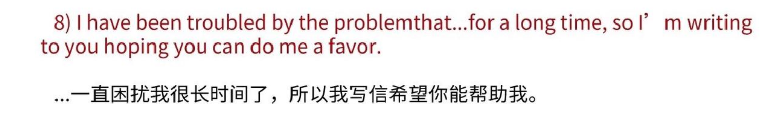 8) I have been troubled by the problemthat...for a long time, so I’m writing
to you hoping you can do me a favor.
...一直困扰我很长时间了，所以我写信希望你能帮助我。